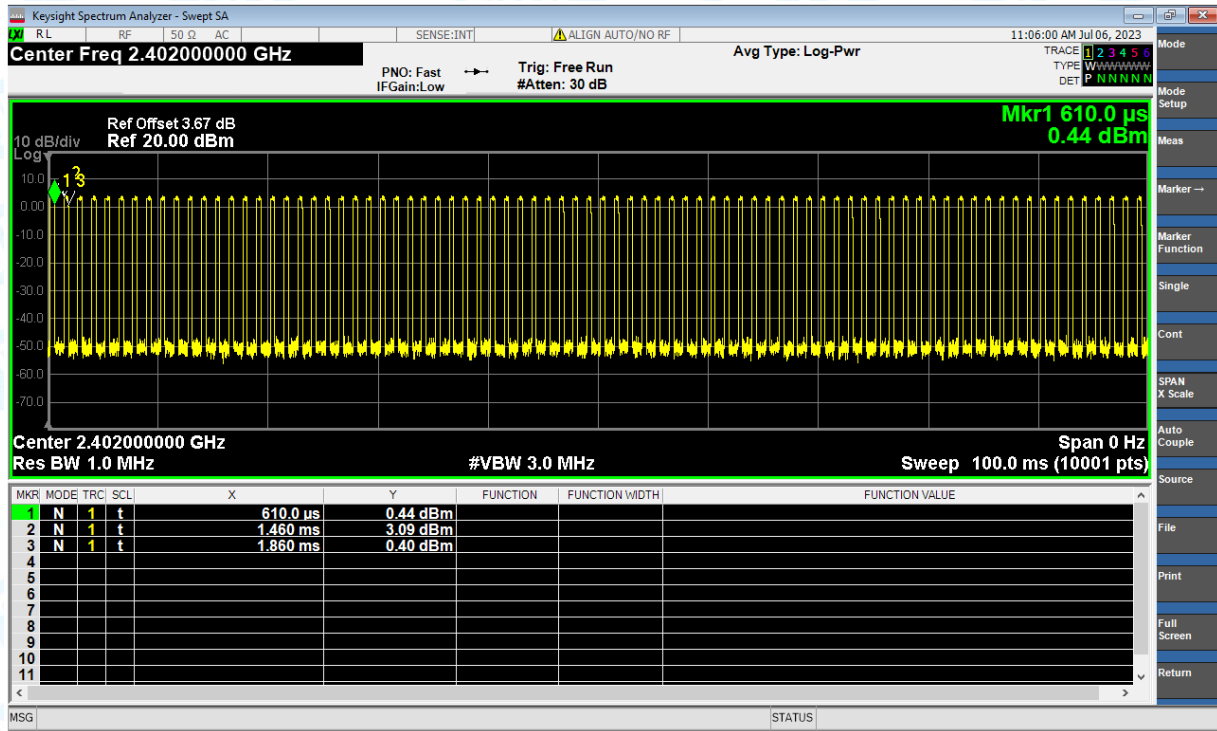 Keysight Spectrum Analyzer - Swept SA
LXI RL RF 50 Ω AC SENSE:INT ALIGN AUTO/NO RF 11:06:00 AM Jul 06, 2023
Center Freq 2.402000000 GHz Avg Type: Log-Pwr TRACE 1 2 3 4 5 6
PNO: Fast Trig: Free Run TYPE WWWWWW
IFGain:Low #Atten: 30 dB DET P N N N N N
Mkr1 610.0 µs
Ref Offset 3.67 dB
10 dB/div Ref 20.00 dBm 0.44 dBm
Log
10.0
0.00
-10.0
-20.0
-30.0
-40.0
-50.0
-60.0
-70.0
1 2 3
Center 2.402000000 GHz Span 0 Hz
Res BW 1.0 MHz #VBW 3.0 MHz Sweep 100.0 ms (10001 pts)
MKR MODE TRC SCL X Y FUNCTION FUNCTION WIDTH FUNCTION VALUE
1 N 1 t 610.0 µs 0.44 dBm
2 N 1 t 1.460 ms 3.09 dBm
3 N 1 t 1.860 ms 0.40 dBm
4
5
6
7
8
9
10
11
MSG STATUS
Mode
Mode
Setup
Meas
Marker →
Marker
Function
Single
Cont
SPAN
X Scale
Auto
Couple
Source
File
Print
Full
Screen
Return